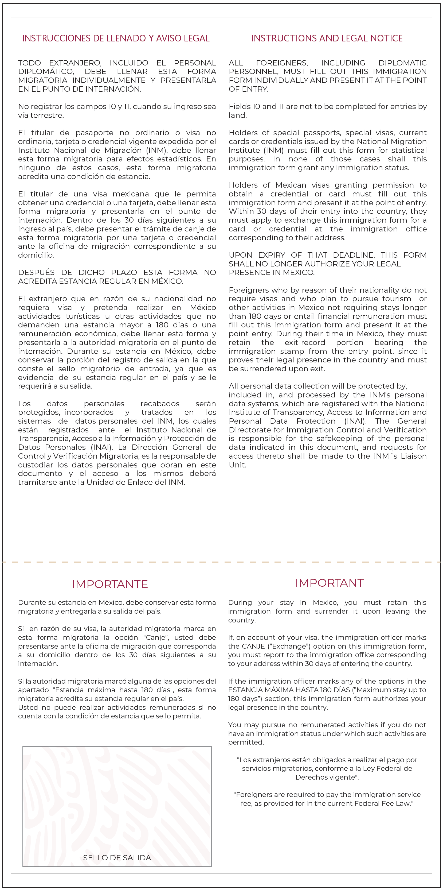 INSTRUCCIONES DE LLENADO Y AVISO LEGAL
TODO EXTRANJERO, INCLUIDO EL PERSONAL
DIPLOMÁTICO, DEBE LLENAR ESTA FORMA
MIGRATORIA INDIVIDUALMENTE Y PRESENTARLA
EN EL PUNTO DE INTERNACIÓN.
No registrar los campos 10 y 11, cuando su ingreso sea
vía terrestre.
El titular de pasaporte no ordinario o visa no
ordinaria, tarjeta o credencial vigente expedida por el
Instituto Nacional de Migración (INM), debe llenar
esta forma migratoria para efectos estadísticos. En
ninguno de estos casos, esta forma migratoria
acredita una condición de estancia.
El titular de una visa mexicana que le permita
obtener una credencial o una tarjeta, debe llenar esta
forma migratoria y presentarla en el punto de
internación. Dentro de los 30 días siguientes a su
ingreso al país, debe presentar el trámite de canje de
esta forma migratoria por una tarjeta o credencial
ante la oficina de migración correspondiente a su
domicilio.
DESPUÉS DE DICHO PLAZO ESTA FORMA NO
ACREDITA ESTANCIA REGULAR EN MÉXICO.
El extranjero que en razón de su nacionalidad no
requiera visa y pretenda realizar en México
actividades turísticas u otras actividades que no
demanden una estancia mayor a 180 días o una
remuneración económica, debe llenar esta forma y
presentarla a la autoridad migratoria en el punto de
internación. Durante su estancia en México, debe
conservar la porción del registro de salida en la que
conste el sello migratorio de entrada, ya que es
evidencia de su estancia regular en el país y se le
requerirá a su salida.
Los datos personales recabados serán
protegidos, incorporados y tratados en los
sistemas de datos personales del INM, los cuales
están registrados ante el Instituto Nacional de
Transparencia, Acceso a la Información y Protección de
Datos Personales (INAI). La Dirección General de
Control y Verificación Migratoria, es la responsable de
custodiar los datos personales que obran en este
documento y el acceso a los mismos deberá
tramitarse ante la Unidad de Enlace del INM.
INSTRUCTIONS AND LEGAL NOTICE
ALL FOREIGNERS, INCLUDING DIPLOMATIC
PERSONNEL, MUST FILL OUT THIS IMMIGRATION
FORM INDIVIDUALLY AND PRESENT IT AT THE POINT
OF ENTRY.
Fields 10 and 11 are not to be completed for entries by
land.
Holders of special passports, special visas, current
cards or credentials issued by the National Migration
Institute (INM) must fill out this form for statistical
purposes. In none of those cases shall this
immigration form grant any immigration status.
Holders of Mexican visas granting permission to
obtain a credential or card must fill out this
immigration form and present it at the point of entry.
Within 30 days of their entry into the country, they
must apply to exchange this immigration form for a
card or credential at the immigration office
corresponding to their address.
UPON EXPIRY OF THAT DEADLINE, THIS FORM
SHALL NO LONGER AUTHORIZE YOUR LEGAL
PRESENCE IN MEXICO.
Foreigners who by reason of their nationality do not
require visas and who plan to pursue tourism or
other activities in Mexico not requiring stays longer
than 180 days or entail financial remuneration must
fill out this immigration form and present it at the
point entry. During their time in Mexico, they must
retain the exit-record portion bearing the
immigration stamp from the entry point, since it
proves their legal presence in the country and must
be surrendered upon exit.
All personal data collection will be protected by,
included in, and processed by the INM's personal
data systems, which are registered with the National
Institute of Transparency, Access to Information and
Personal Data Protection (INAI). The General
Directorate for Immigration Control and Verification
is responsible for the safekeeping of the personal
data indicated in this document, and requests for
access thereto shall be made to the INM´s Liaison
Unit.
IMPORTANTE
Durante su estancia en México, debe conservar esta forma
migratoria y entregarla a su salida del país.
Si, en razón de su visa, la autoridad migratoria marca en
esta forma migratoria la opción "Canje", usted debe
presentarse ante la oficina de migración que corresponda
a su domicilio dentro de los 30 días siguientes a su
internación.
Si la autoridad migratoria marcó alguna de las opciones del
apartado "Estancia máxima hasta 180 días", esta forma
migratoria acredita su estancia regular en el país.
Usted no puede realizar actividades remuneradas si no
cuenta con la condición de estancia que se lo permita.
SELLO DE SALIDA
IMPORTANT
During your stay in Mexico, you must retain this
immigration form and surrender it upon leaving the
country.
If, on account of your visa, the immigration officer marks
the CANJE ("Exchange") option on this immigration form,
you must report to the immigration office corresponding
to your address within 30 days of entering the country.
If the immigration officer marks any of the options in the
ESTANCIA MÁXIMA HASTA 180 DÍAS ("Maximum stay up to
180 days") section, this immigration form authorizes your
legal presence in the country.
You may pursue no remunerated activities if you do not
have an immigration status under which such activities are
permitted.
"Los extranjeros están obligados a realizar el pago por
servicios migratorios, conforme a la Ley Federal de
Derechos vigente".
"Foreigners are required to pay the immigration service
fee, as provided for in the current Federal Fee Law."